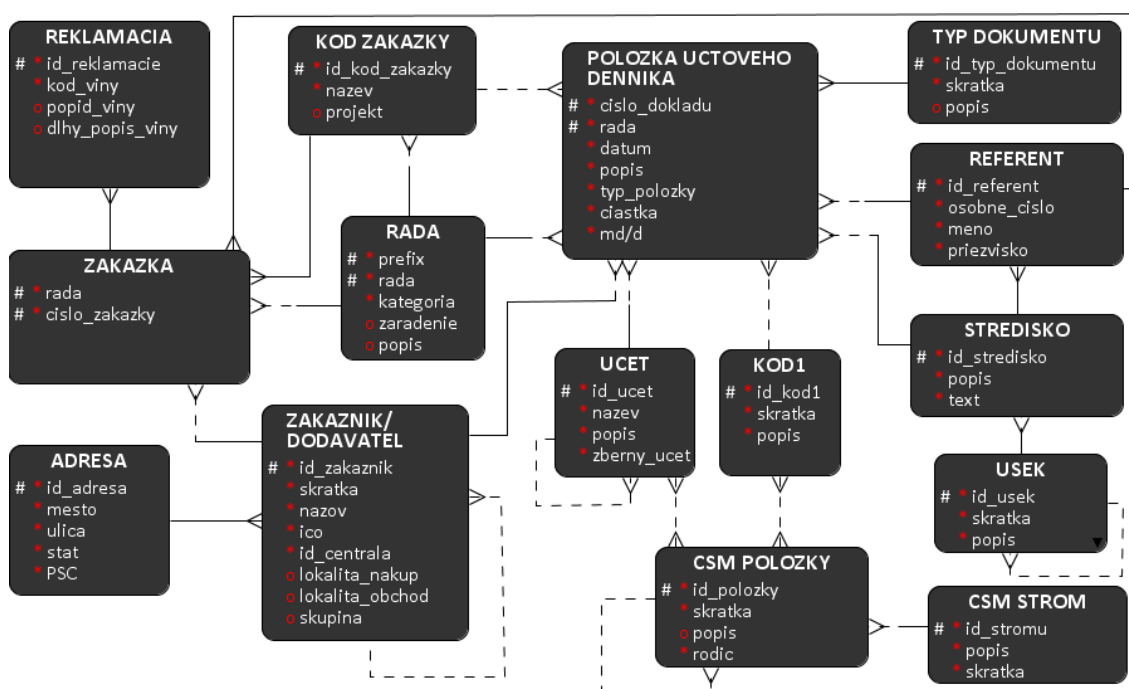 REKLAMACIA
# * id_reklamacie
* kod_viny
o popid_viny
o dlhy_popis_viny
KOD ZAKAZKY
# * id_kod_zakazky
* nazev
o projekt
POLOZKA UCTOVEHO
DENNIKA
# * cislo_dokladu
# * rada
* datum
* popis
* typ_polozky
* ciastka
* md/d
TYP DOKUMENTU
# * id_typ_dokumentu
* skratka
o popis
REFERENT
# * id_referent
* osobne_cislo
* meno
* priezvisko
ZAKAZKA
# * rada
# * cislo_zakazky
RADA
# * prefix
# * rada
* kategoria
o zaradenie
o popis
STREDISKO
# * id_stredisko
* popis
* text
UCET
# * id_ucet
* nazev
* popis
* zberny_ucet
KOD1
# * id_kod1
* skratka
* popis
ADRESA
# * id_adresa
* mesto
* ulica
* stat
* PSC
ZAKAZNIK/
DODAVATEL
# * id_zakaznik
* skratka
* nazov
* ico
* id_centrala
o lokalita_nakup
o lokalita_obchod
o skupina
USEK
# * id_usek
* skratka
* popis
CSM POLOZKY
# * id_polozky
* skratka
o popis
* rodic
CSM STROM
# * id_stromu
* popis
* skratka